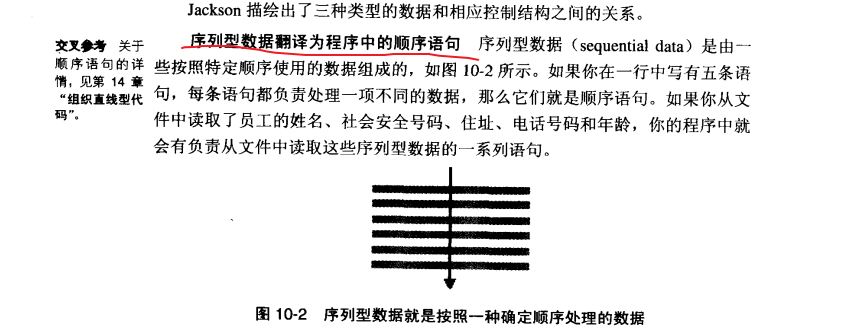 Jackson 描绘出了三种类型的数据和相应控制结构之间的关系。
交叉参考 关于
顺序语句的详
情，见第 14 章
“组织直线型代
码”。
序列型数据翻译为程序中的顺序语句 序列型数据（sequential data）是由一
些按照特定顺序使用的数据组成的，如图 10-2 所示。如果你在一行中写有五条语
句，每条语句都负责处理一项不同的数据，那么它们就是顺序语句。如果你从文
件中读取了员工的姓名、社会安全号码、住址、电话号码和年龄，你的程序中就
会有负责从文件中读取这些序列型数据的一系列语句。
图 10-2 序列型数据就是按照一种确定顺序处理的数据